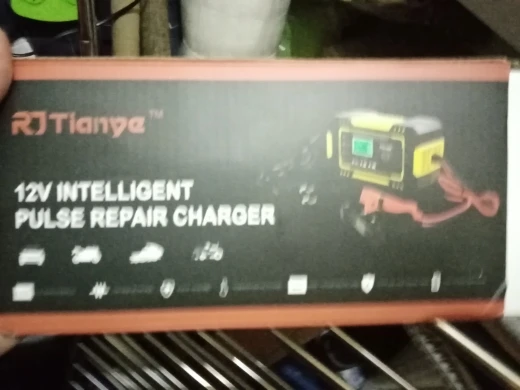 RJ Tianye™
12V INTELLIGENT
PULSE REPAIR CHARGER